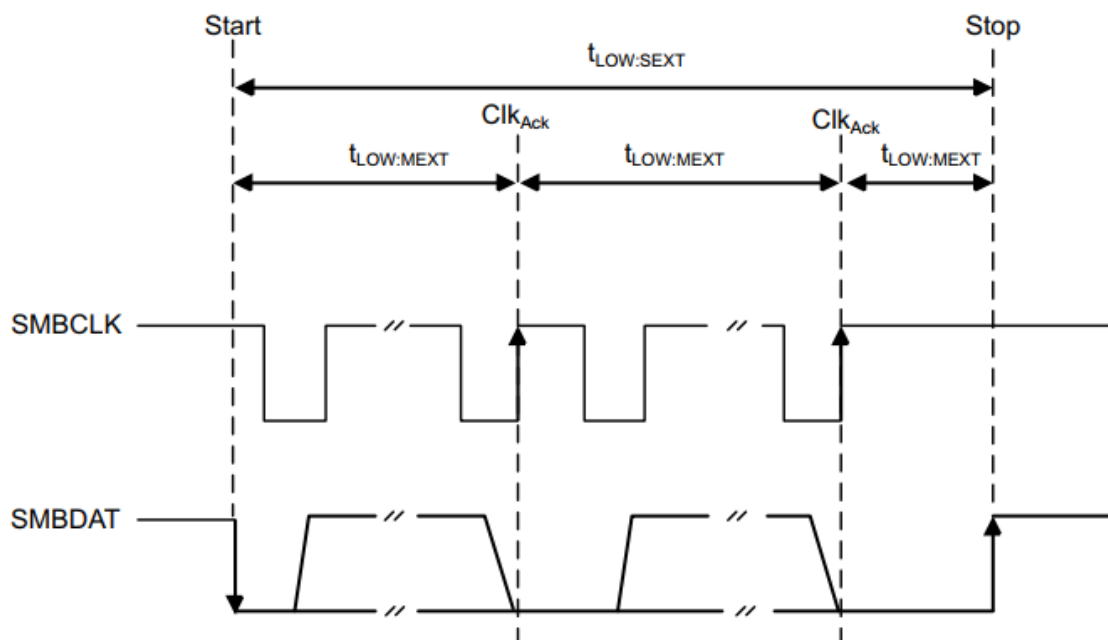 Start
Stop
tLOW:SEXT
ClkAck
ClkAck
tLOW:MEXT
tLOW:MEXT
tLOW:MEXT
SMBCLK
SMBDAT